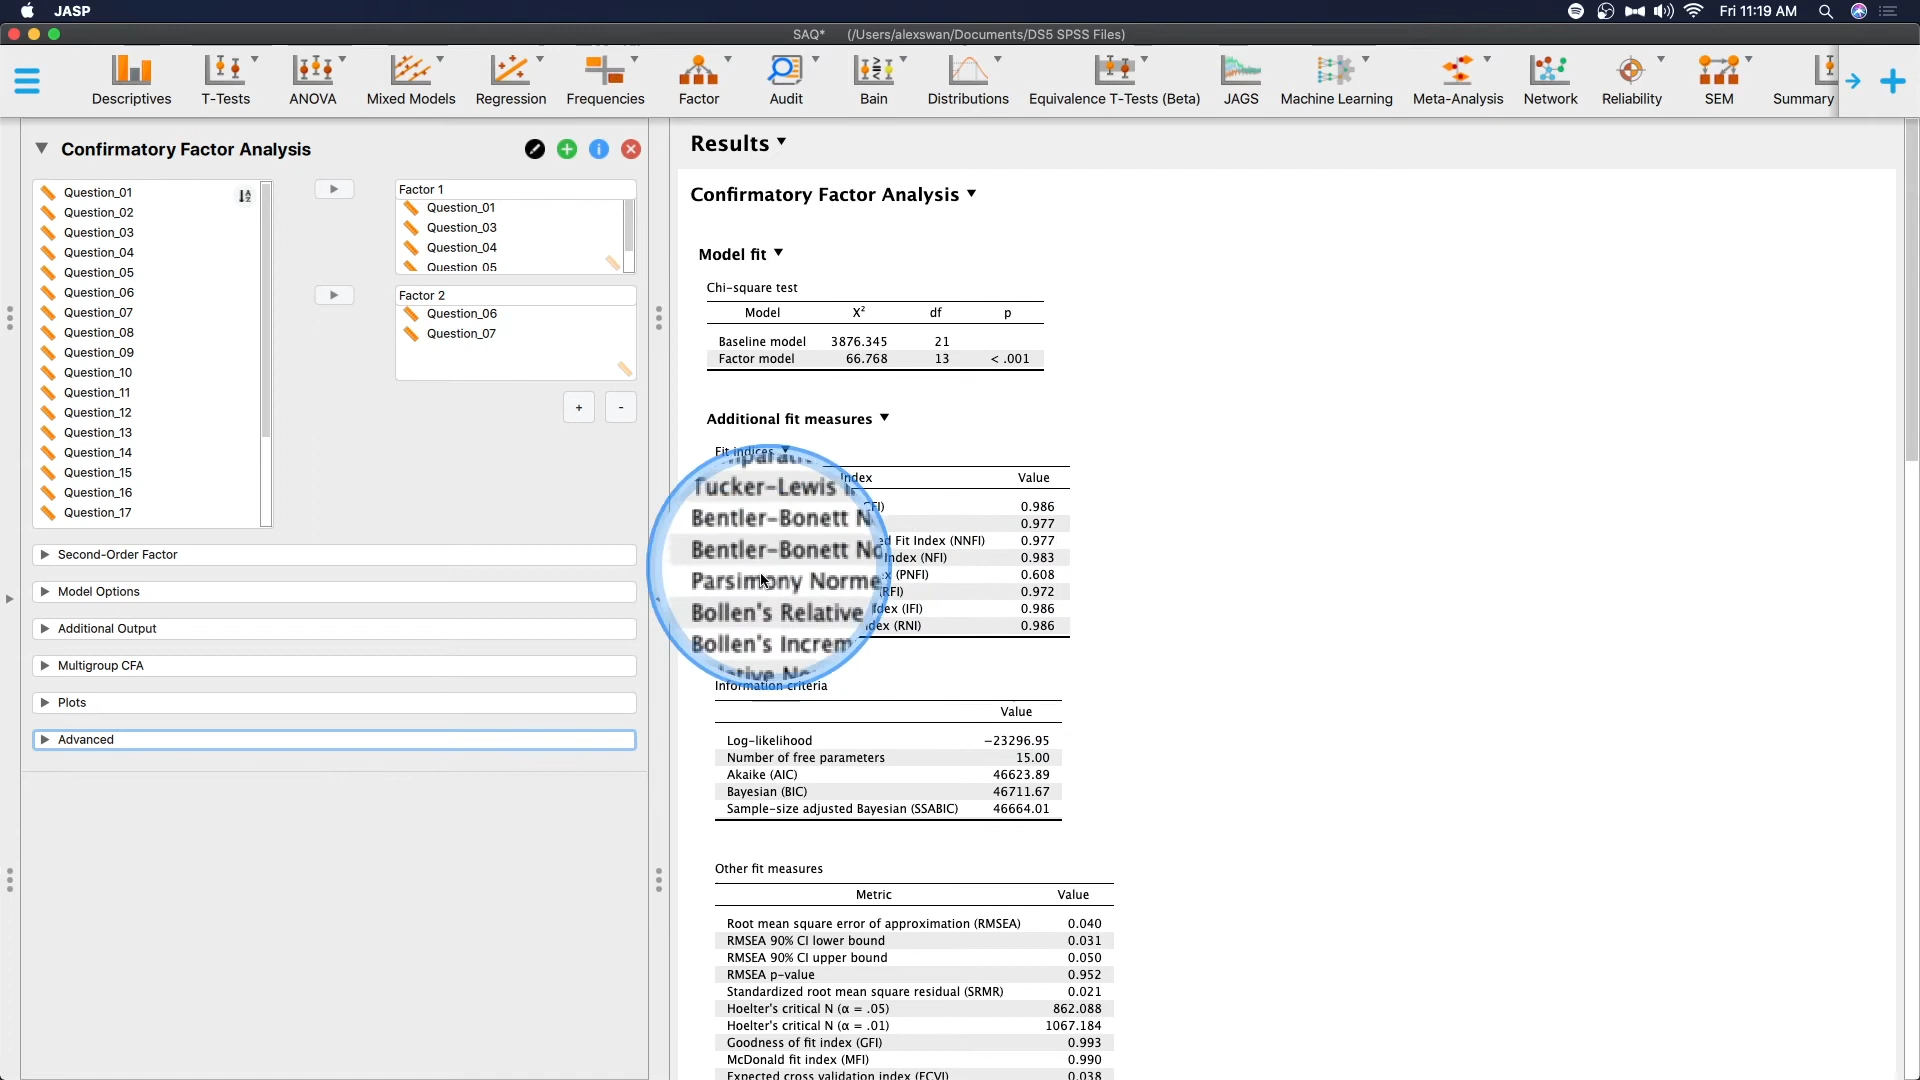 JASP
Fri 11:19 AM
SAQ* (/Users/alexswan/Documents/DS5 SPSS Files)
Descriptives
T-Tests
ANOVA
Mixed Models
Regression
Frequencies
Factor
Audit
Bain
Distributions
Equivalence T-Tests (Beta)
JAGS
Machine Learning
Meta-Analysis
Network
Reliability
SEM
Summary
Confirmatory Factor Analysis
Question_01
Question_02
Question_03
Question_04
Question_05
Question_06
Question_07
Question_08
Question_09
Question_10
Question_11
Question_12
Question_13
Question_14
Question_15
Question_16
Question_17
Factor 1
Question_01
Question_03
Question_04
Question_05
Factor 2
Question_06
Question_07
+ -
Second-Order Factor
Model Options
Additional Output
Multigroup CFA
Plots
Advanced
Results
Confirmatory Factor Analysis
Model fit
Chi-square test
Model X² df p
Baseline model 3876.345 21
Factor model 66.768 13 < .001
Additional fit measures
Fit indices
Index Value
CFI) 0.986
Tucker-Lewis 0.977
Bentler-Bonett ed Fit Index (NNFI) 0.977
Bentler-Bonett Index (NFI) 0.983
Parsimony Norme (PNFI) 0.608
Bollen's Relative (RFI) 0.972
Bollen's Increm dex (IFI) 0.986
dex (RNI) 0.986
Information criteria
Value
Log-likelihood −23296.95
Number of free parameters 15.00
Akaike (AIC) 46623.89
Bayesian (BIC) 46711.67
Sample-size adjusted Bayesian (SSABIC) 46664.01
Other fit measures
Metric Value
Root mean square error of approximation (RMSEA) 0.040
RMSEA 90% CI lower bound 0.031
RMSEA 90% CI upper bound 0.050
RMSEA p-value 0.952
Standardized root mean square residual (SRMR) 0.021
Hoelter's critical N (α = .05) 862.088
Hoelter's critical N (α = .01) 1067.184
Goodness of fit index (GFI) 0.993
McDonald fit index (MFI) 0.990
Expected cross validation index (ECVI) 0.038